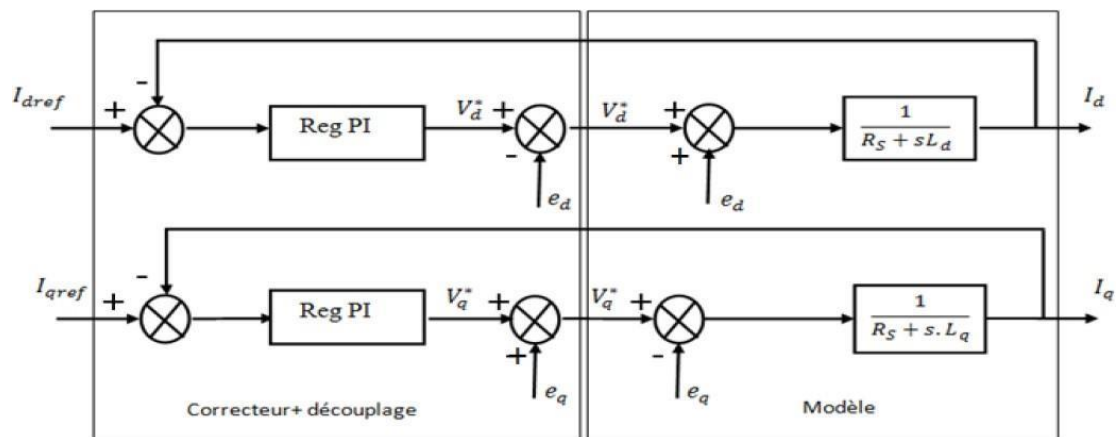 -
I_dref
+
Reg PI
V_d^*
+
-
e_d
V_d^*
+
+
e_d
1
R_S + sL_d
I_d
-
I_qref
+
Reg PI
V_q^*
+
+
e_q
V_q^*
+
-
e_q
1
R_S + s.L_q
I_q
Correcteur+ découplage
Modèle